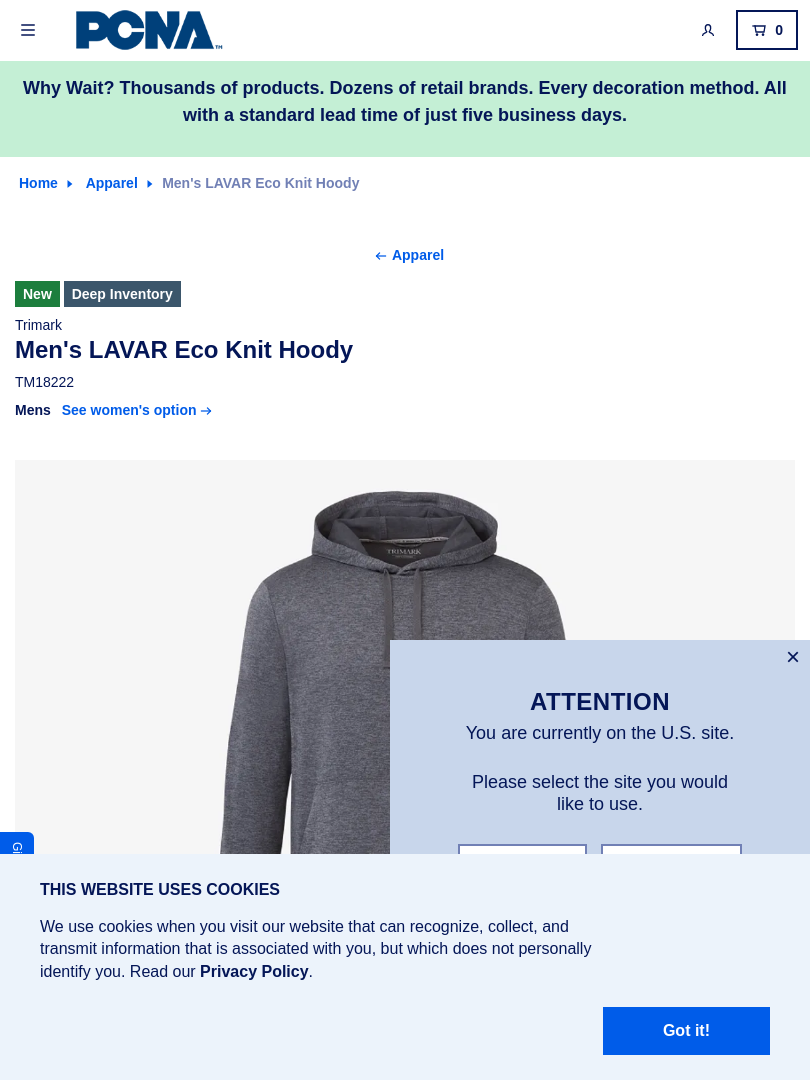 PCNA™
0
Why Wait? Thousands of products. Dozens of retail brands. Every decoration method. All
with a standard lead time of just five business days.
Home Apparel Men's LAVAR Eco Knit Hoody
Apparel
New Deep Inventory
Trimark
Men's LAVAR Eco Knit Hoody
TM18222
Mens See women's option
TRIMARK
ATTENTION
You are currently on the U.S. site.
Please select the site you would
like to use.
THIS WEBSITE USES COOKIES
We use cookies when you visit our website that can recognize, collect, and
transmit information that is associated with you, but which does not personally
identify you. Read our Privacy Policy.
Got it!